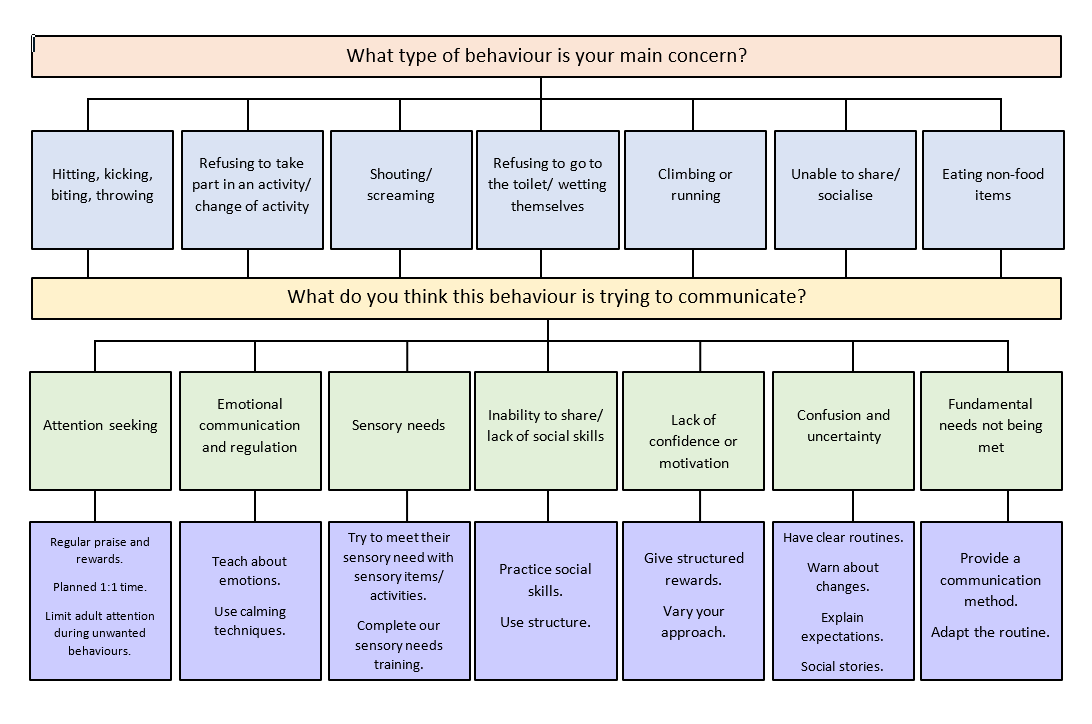 What type of behaviour is your main concern?
Hitting, kicking,
biting, throwing
Refusing to take
part in an activity/
change of activity
Shouting/
screaming
Refusing to go to
the toilet/ wetting
themselves
Climbing or
running
Unable to share/
socialise
Eating non-food
items
What do you think this behaviour is trying to communicate?
Attention seeking
Emotional
communication
and regulation
Sensory needs
Inability to share/
lack of social skills
Lack of
confidence or
motivation
Confusion and
uncertainty
Fundamental
needs not being
met
Regular praise and
rewards.
Planned 1:1 time.
Limit adult attention
during unwanted
behaviours.
Teach about
emotions.
Use calming
techniques.
Try to meet their
sensory need with
sensory items/
activities.
Complete our
sensory needs
training.
Practice social
skills.
Use structure.
Give structured
rewards.
Vary your
approach.
Have clear routines.
Warn about
changes.
Explain
expectations.
Social stories.
Provide a
communication
method.
Adapt the routine.